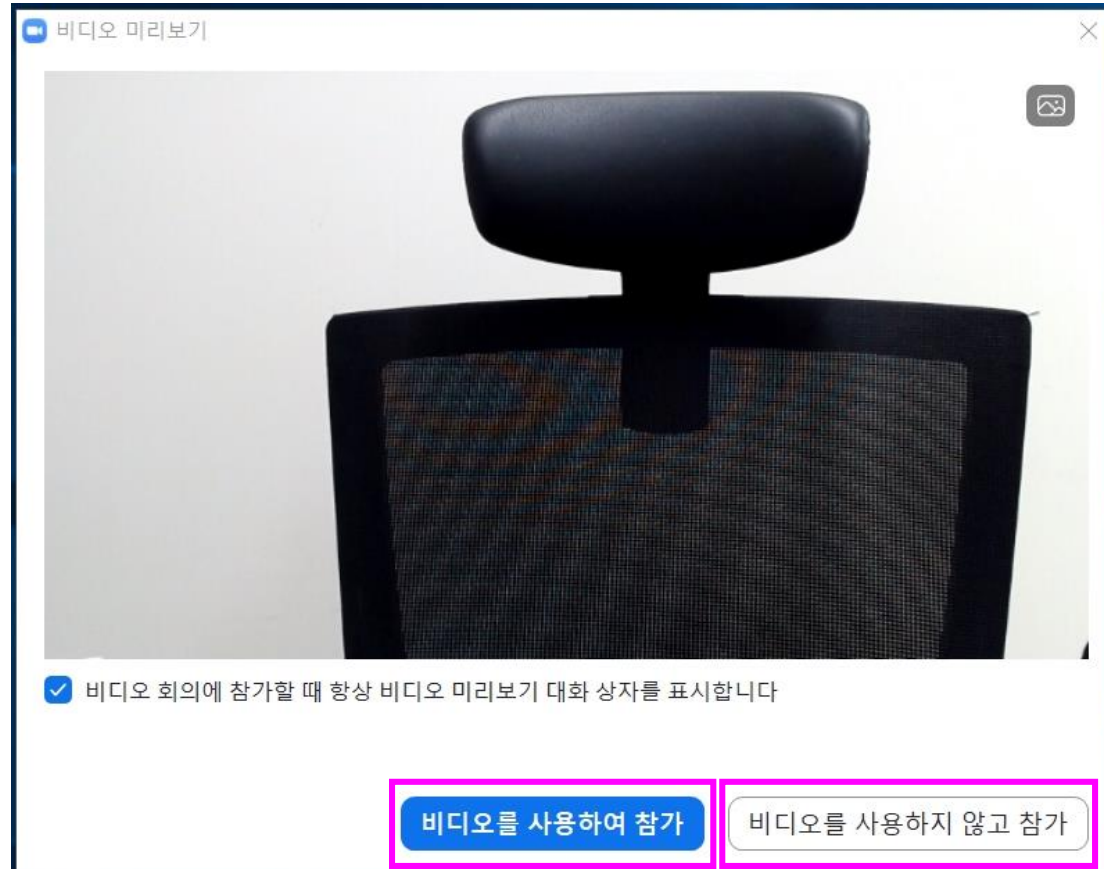 비디오 미리보기
비디오 회의에 참가할 때 항상 비디오 미리보기 대화 상자를 표시합니다
비디오를 사용하여 참가
비디오를 사용하지 않고 참가